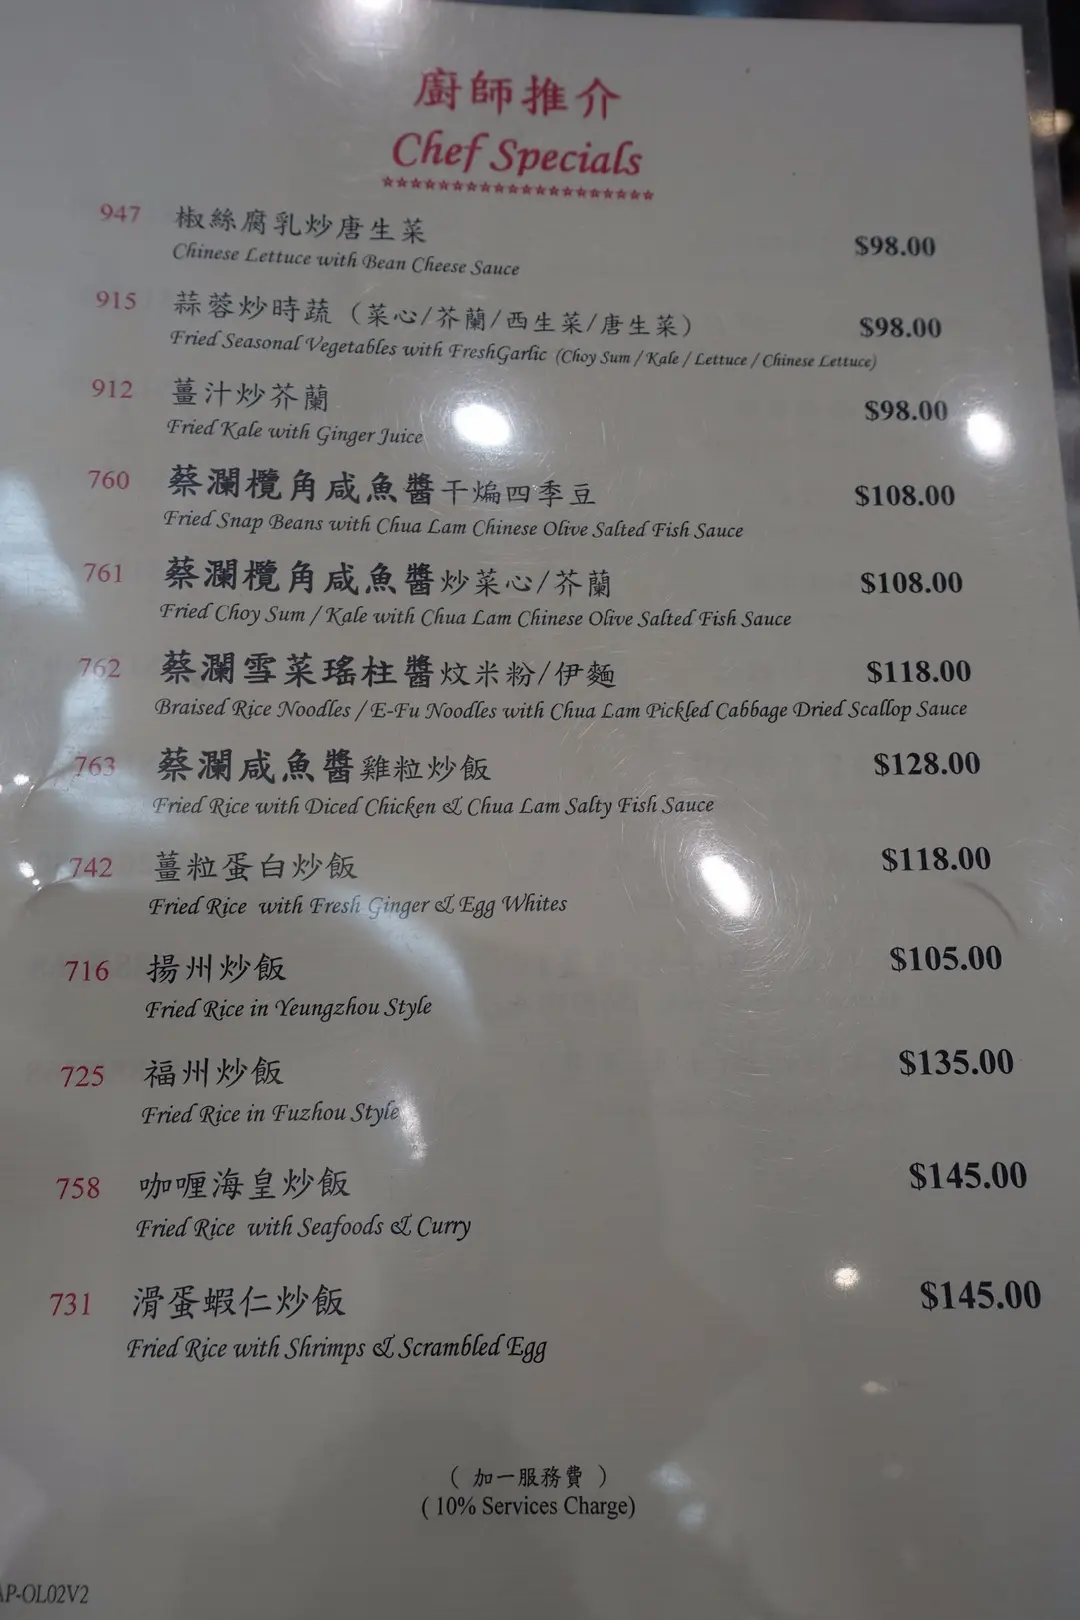 廚師推介
Chef Specials
☆☆☆☆☆☆☆☆☆☆☆☆☆☆☆☆☆☆☆☆
947 椒絲腐乳炒唐生菜 $98.00
Chinese Lettuce with Bean Cheese Sauce
915 蒜蓉炒時蔬（菜心/芥蘭/西生菜/唐生菜） $98.00
Fried Seasonal Vegetables with FreshGarlic (Choy Sum / Kale / Lettuce / Chinese Lettuce)
912 薑汁炒芥蘭 $98.00
Fried Kale with Ginger Juice
760 蔡瀾欖角咸魚醬干煸四季豆 $108.00
Fried Snap Beans with Chua Lam Chinese Olive Salted Fish Sauce
761 蔡瀾欖角咸魚醬炒菜心/芥蘭 $108.00
Fried Choy Sum / Kale with Chua Lam Chinese Olive Salted Fish Sauce
762 蔡瀾雪菜瑤柱醬炆米粉/伊麵 $118.00
Braised Rice Noodles / E-Fu Noodles with Chua Lam Pickled Cabbage Dried Scallop Sauce
763 蔡瀾咸魚醬雞粒炒飯 $128.00
Fried Rice with Diced Chicken & Chua Lam Salty Fish Sauce
742 薑粒蛋白炒飯 $118.00
Fried Rice with Fresh Ginger & Egg Whites
716 揚州炒飯 $105.00
Fried Rice in Yeungzhou Style
725 福州炒飯 $135.00
Fried Rice in Fuzhou Style
758 咖喱海皇炒飯 $145.00
Fried Rice with Seafoods & Curry
731 滑蛋蝦仁炒飯 $145.00
Fried Rice with Shrimps & Scrambled Egg
（ 加一服務費 ）
( 10% Services Charge)
AP-OL02V2